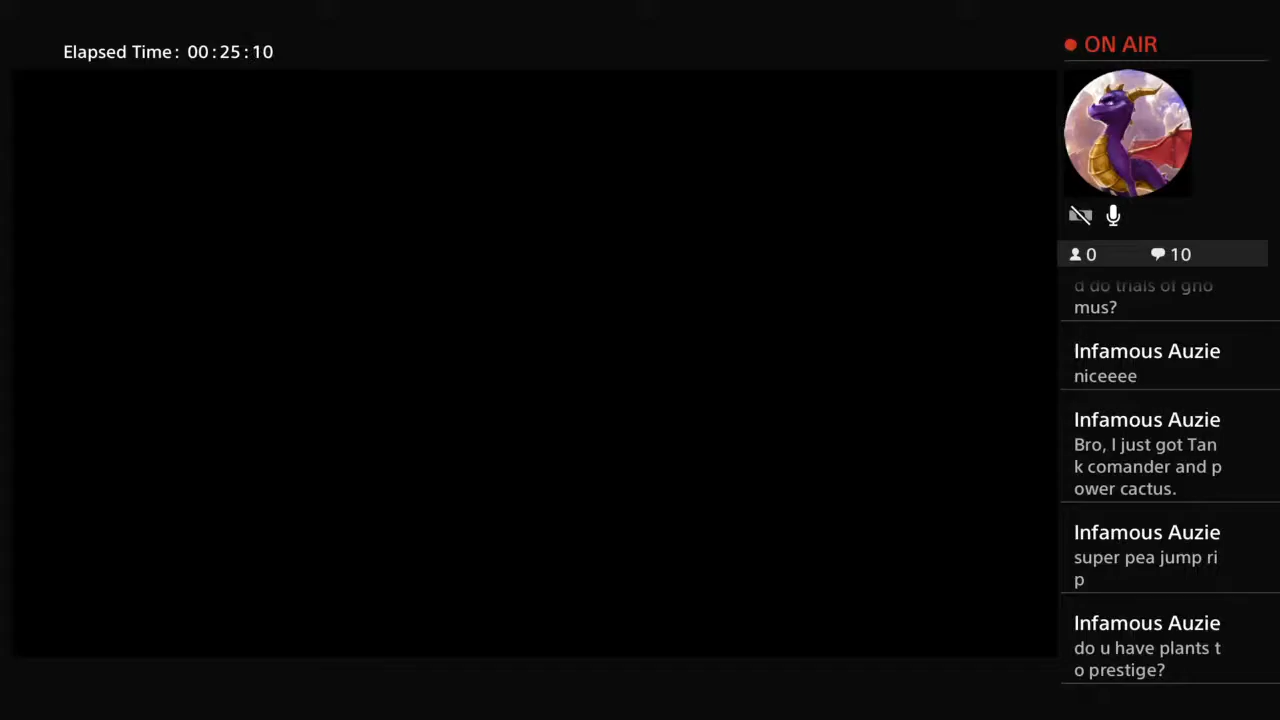 Elapsed Time: 00:25:10
ON AIR
0
10
d do trials of gno
mus?
Infamous Auzie
niceeee
Infamous Auzie
Bro, I just got Tan
k comander and p
ower cactus.
Infamous Auzie
super pea jump ri
p
Infamous Auzie
do u have plants t
o prestige?